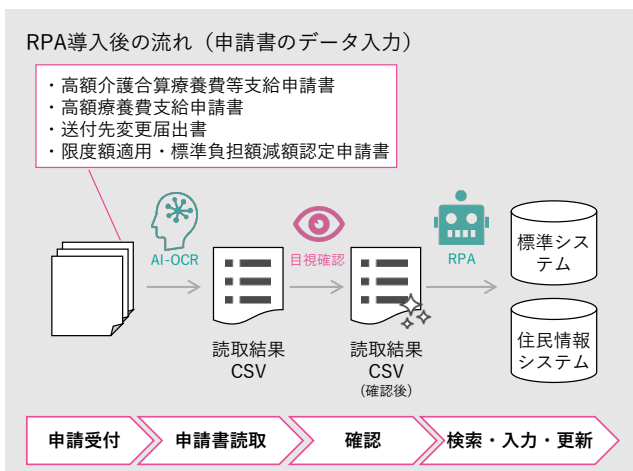 RPA導入後の流れ（申請書のデータ入力）
・高額介護合算療養費等支給申請書
・高額療養費支給申請書
・送付先変更届出書
・限度額適用・標準負担額減額認定申請書
AI-OCR
目視確認
RPA
標準シス
テム
住民情報
システム
読取結果
CSV
読取結果
CSV
(確認後)
申請受付
申請書読取
確認
検索・入力・更新